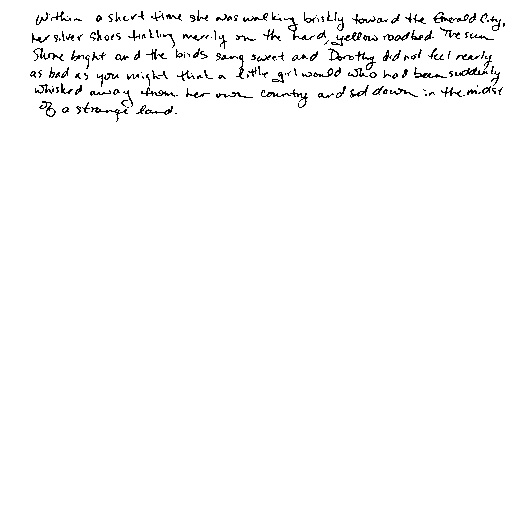 Within a short time she was walking briskly toward the Emerald City,
her silver shoes tinkling merrily on the hard, yellow roadbed. The sun
shone bright and the birds sang sweet and Dorothy did not feel nearly
as bad as you might think a little girl would who had been suddenly
whisked away from her own country and set down in the midst
of a strange land.